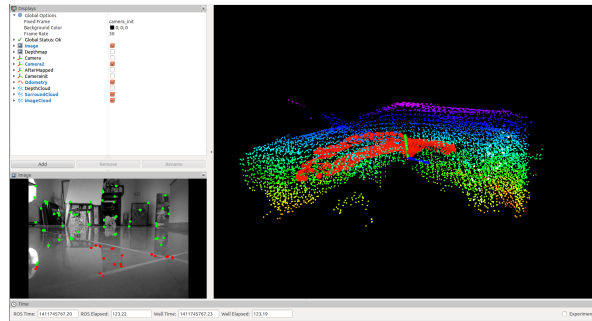 Displays
Global Options
Fixed Frame camera_init
Background Color 0; 0; 0
Frame Rate 30
Global Status: Ok
Image
Depthmap
Camera
Camera2
AfterMapped
CameraInit
Odometry
DepthCloud
SurroundCloud
ImageCloud
Add Remove Rename
Image
Time
ROS Time: 1411745767.20 ROS Elapsed: 123.22 Wall Time: 1411745767.23 Wall Elapsed: 123.19 Experimen